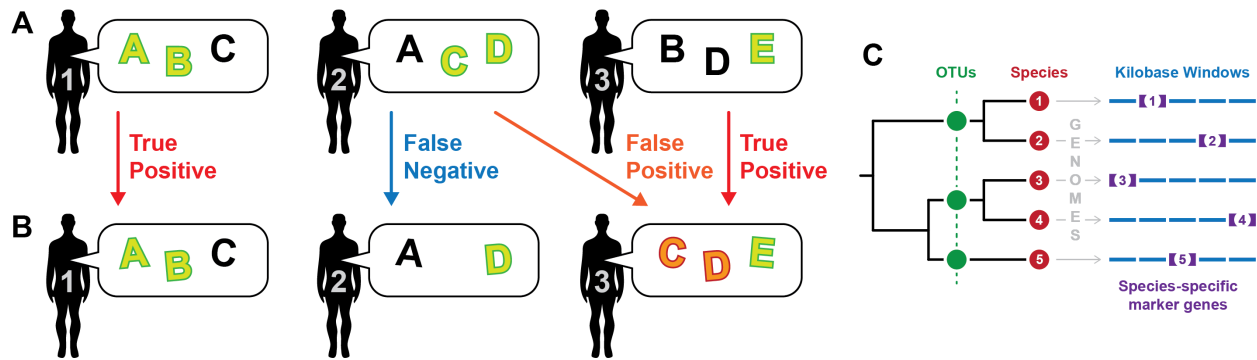 A
1
A B C
2
A C D
3
B D E
True
Positive
False
Negative
False
Positive
True
Positive
B
1
A B C
2
A D
3
C D E
C
OTUs
Species
Kilobase Windows
1
2
3
4
5
GENOMES
【1】
【2】
【3】
【4】
【5】
Species-specific
marker genes